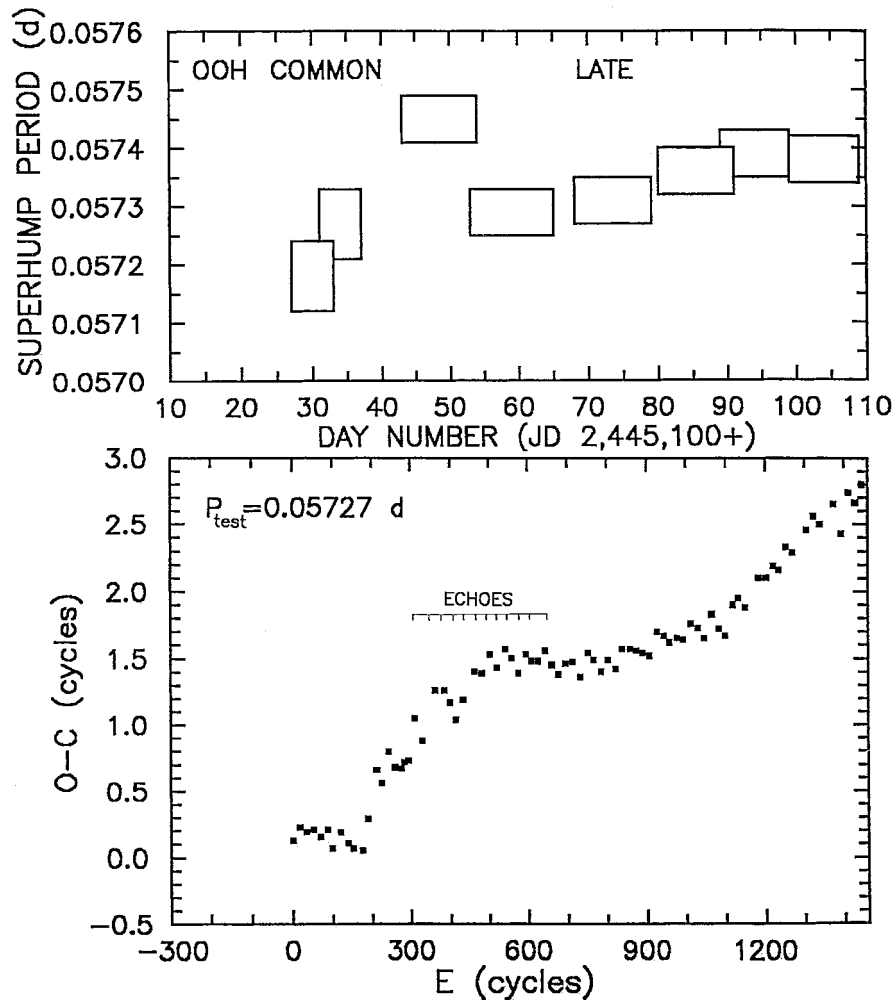 SUPERHUMP PERIOD (d)
0.0576
0.0575
0.0574
0.0573
0.0572
0.0571
0.0570
OOH COMMON LATE
10 20 30 40 50 60 70 80 90 100 110
DAY NUMBER (JD 2,445,100+)
O-C (cycles)
3.0
2.5
2.0
1.5
1.0
0.5
0.0
-0.5
P_test=0.05727 d
ECHOES
-300 0 300 600 900 1200
E (cycles)